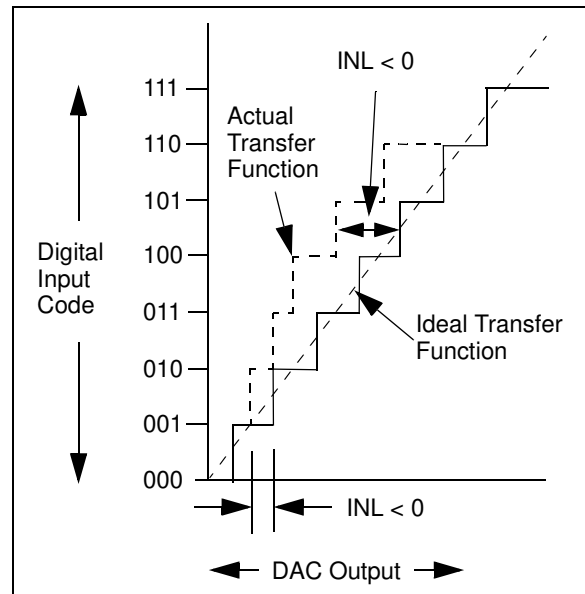 INL < 0
111
Actual
Transfer
Function
110
101
100
Digital
Input
Code
011
Ideal Transfer
Function
010
001
000
INL < 0
DAC Output